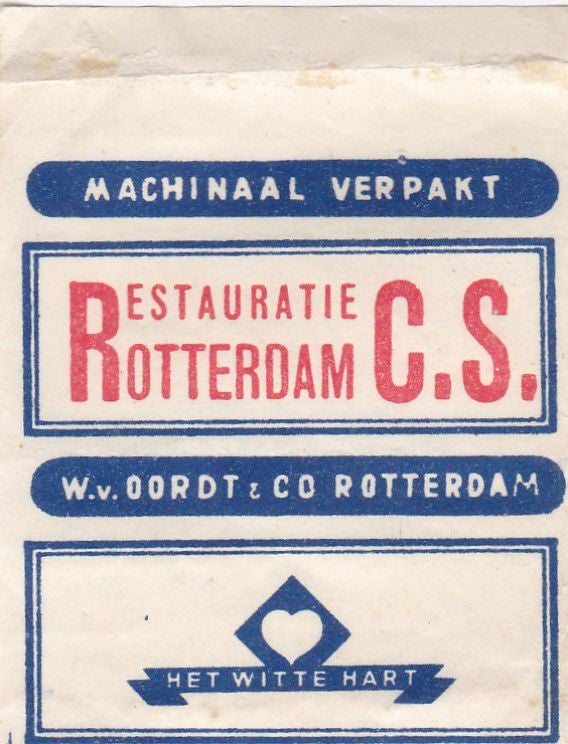 MACHINAAL VERPAKT
RESTAURATIE
ROTTERDAM C.S.
W.v. OORDT & CO ROTTERDAM
HET WITTE HART